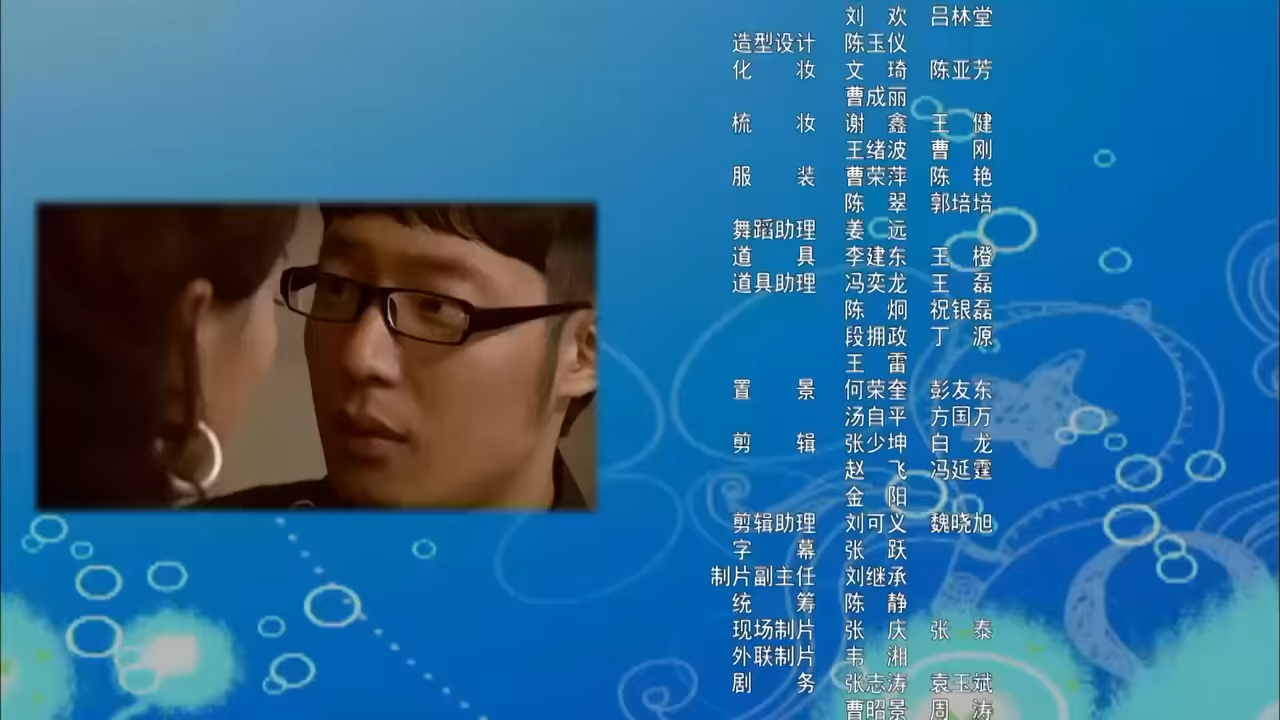 刘 欢 吕林堂
造型设计 陈玉仪
化 妆 文 琦 陈亚芳
曹成丽
梳 妆 谢 鑫 王 健
王绪波 曹 刚
服 装 曹荣萍 陈 艳
陈 翠 郭培培
舞蹈助理 姜 远
道 具 李建东 王 橙
道具助理 冯奕龙 王 磊
陈 炯 祝银磊
段拥政 丁 源
王 雷
置 景 何荣奎 彭友东
汤自平 方国万
剪 辑 张少坤 白 龙
赵 飞 冯延霆
金 阳
剪辑助理 刘可义 魏晓旭
字 幕 张 跃
制片副主任 刘继承
统 筹 陈 静
现场制片 张 庆 张 泰
外联制片 韦 湘
剧 务 张志涛 袁玉斌
曹昭景 周 涛